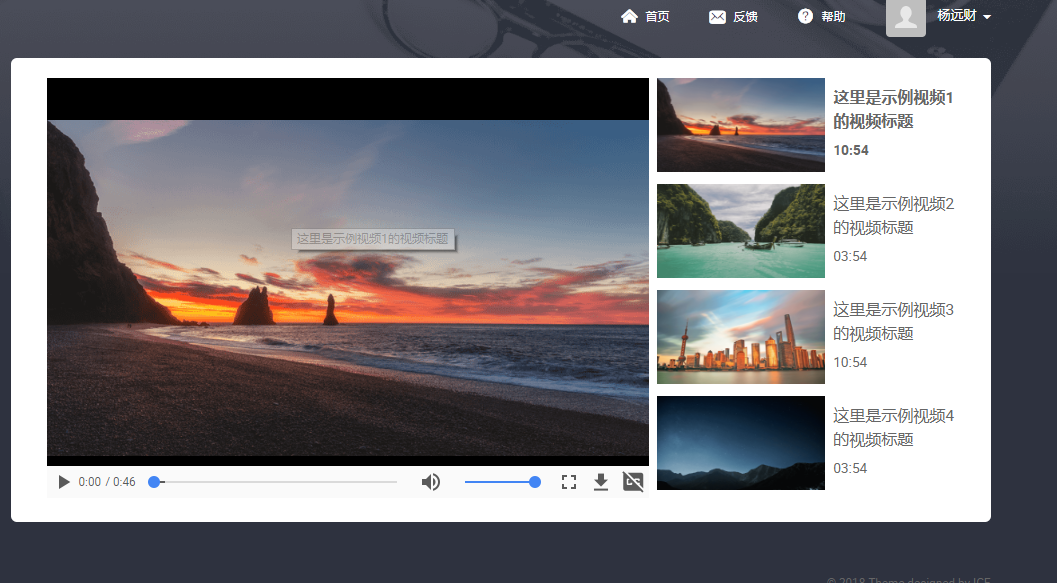 首页
反馈
帮助
杨远财
这里是示例视频1的视频标题
0:00 / 0:46
这里是示例视频1
的视频标题
10:54
这里是示例视频2
的视频标题
03:54
这里是示例视频3
的视频标题
10:54
这里是示例视频4
的视频标题
03:54
© 2018 Theme designed by ICE